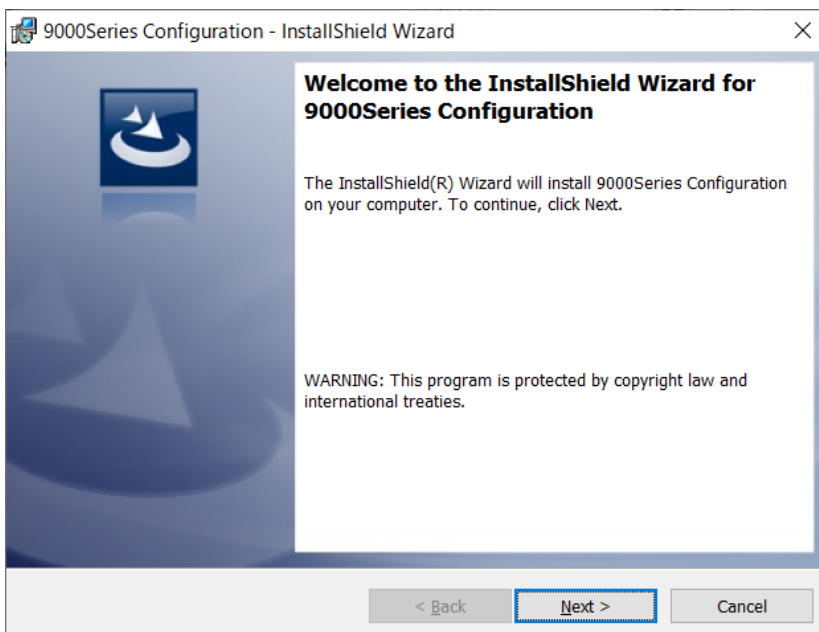 9000Series Configuration - InstallShield Wizard
Welcome to the InstallShield Wizard for
9000Series Configuration
The InstallShield(R) Wizard will install 9000Series Configuration
on your computer. To continue, click Next.
WARNING: This program is protected by copyright law and
international treaties.
< Back Next > Cancel